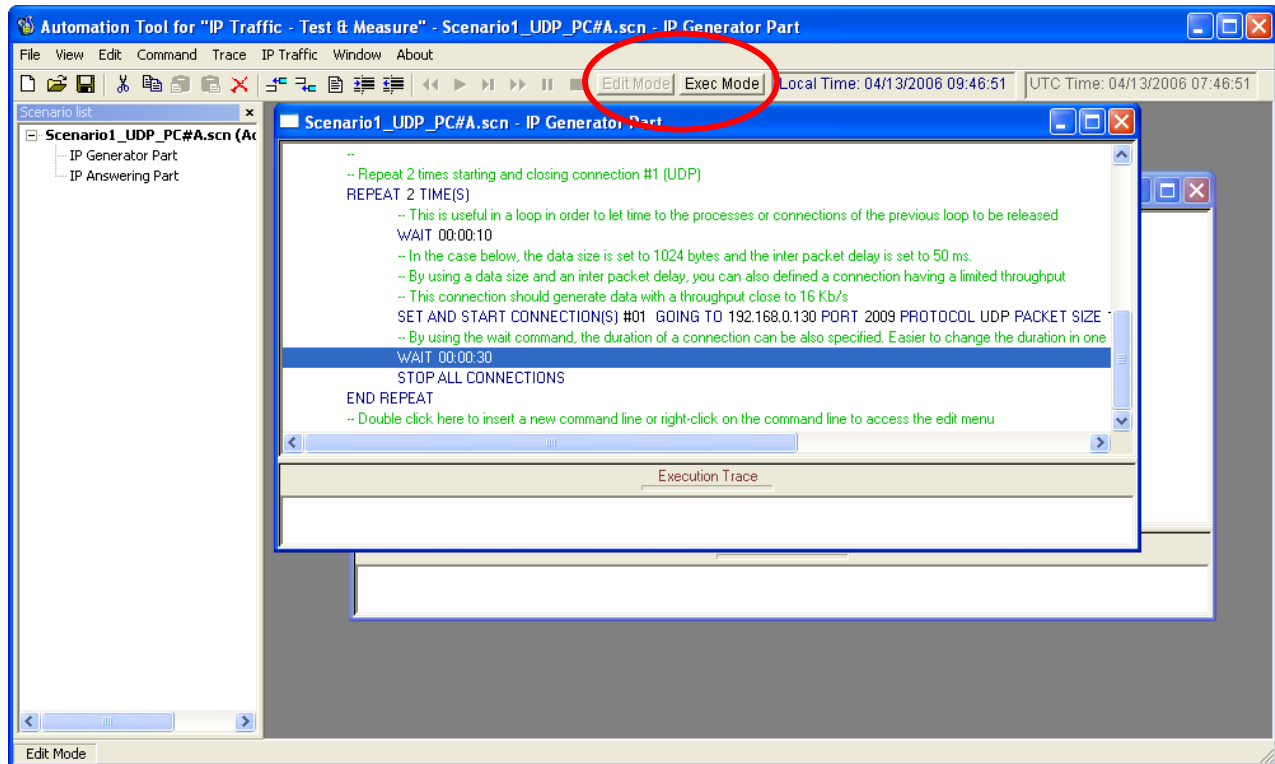 Automation Tool for "IP Traffic - Test & Measure" - Scenario1_UDP_PC#A.scn - IP Generator Part
File View Edit Command Trace IP Traffic Window About
Edit Mode Exec Mode Local Time: 04/13/2006 09:46:51 UTC Time: 04/13/2006 07:46:51
Scenario list
Scenario1_UDP_PC#A.scn (Ac
IP Generator Part
IP Answering Part
Scenario1_UDP_PC#A.scn - IP Generator Part
--
-- Repeat 2 times starting and closing connection #1 (UDP)
REPEAT 2 TIME(S)
-- This is useful in a loop in order to let time to the processes or connections of the previous loop to be released
WAIT 00:00:10
-- In the case below, the data size is set to 1024 bytes and the inter packet delay is set to 50 ms.
-- By using a data size and an inter packet delay, you can also defined a connection having a limited throughput
-- This connection should generate data with a throughput close to 16 Kb/s
SET AND START CONNECTION(S) #01 GOING TO 192.168.0.130 PORT 2009 PROTOCOL UDP PACKET SIZE
-- By using the wait command, the duration of a connection can be also specified. Easier to change the duration in one
WAIT 00:00:30
STOP ALL CONNECTIONS
END REPEAT
-- Double click here to insert a new command line or right-click on the command line to access the edit menu
Execution Trace
Edit Mode